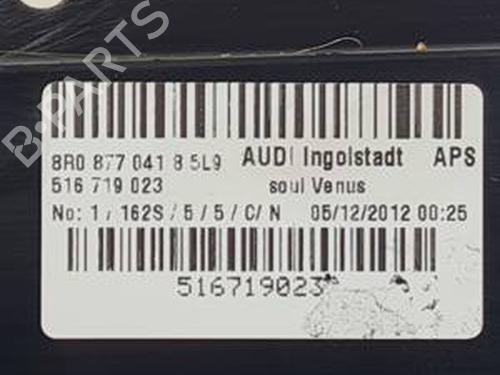 8R0 877 041 B 5L9 AUDI Ingolstadt APS
516 719 023 soul Venus
No: 1 / 162S / 5 / 5 / C / N 05/12/2012 00:25
516719023
B-PARTS